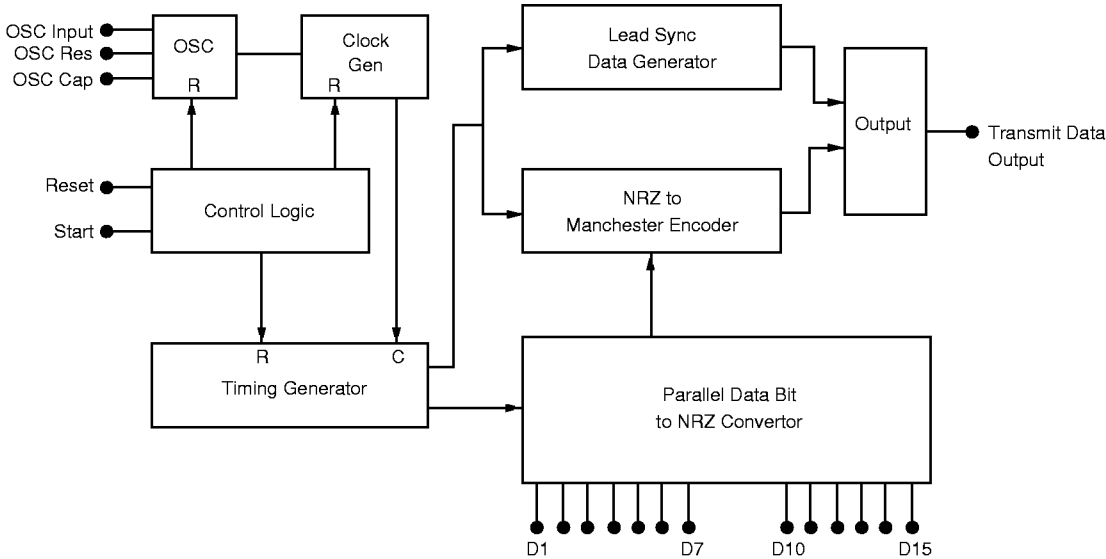 OSC Input
OSC Res
OSC Cap
OSC
R
Clock
Gen
R
Reset
Start
Control Logic
R
C
Timing Generator
Lead Sync
Data Generator
NRZ to
Manchester Encoder
Output
Transmit Data
Output
Parallel Data Bit
to NRZ Convertor
D1
D7
D10
D15